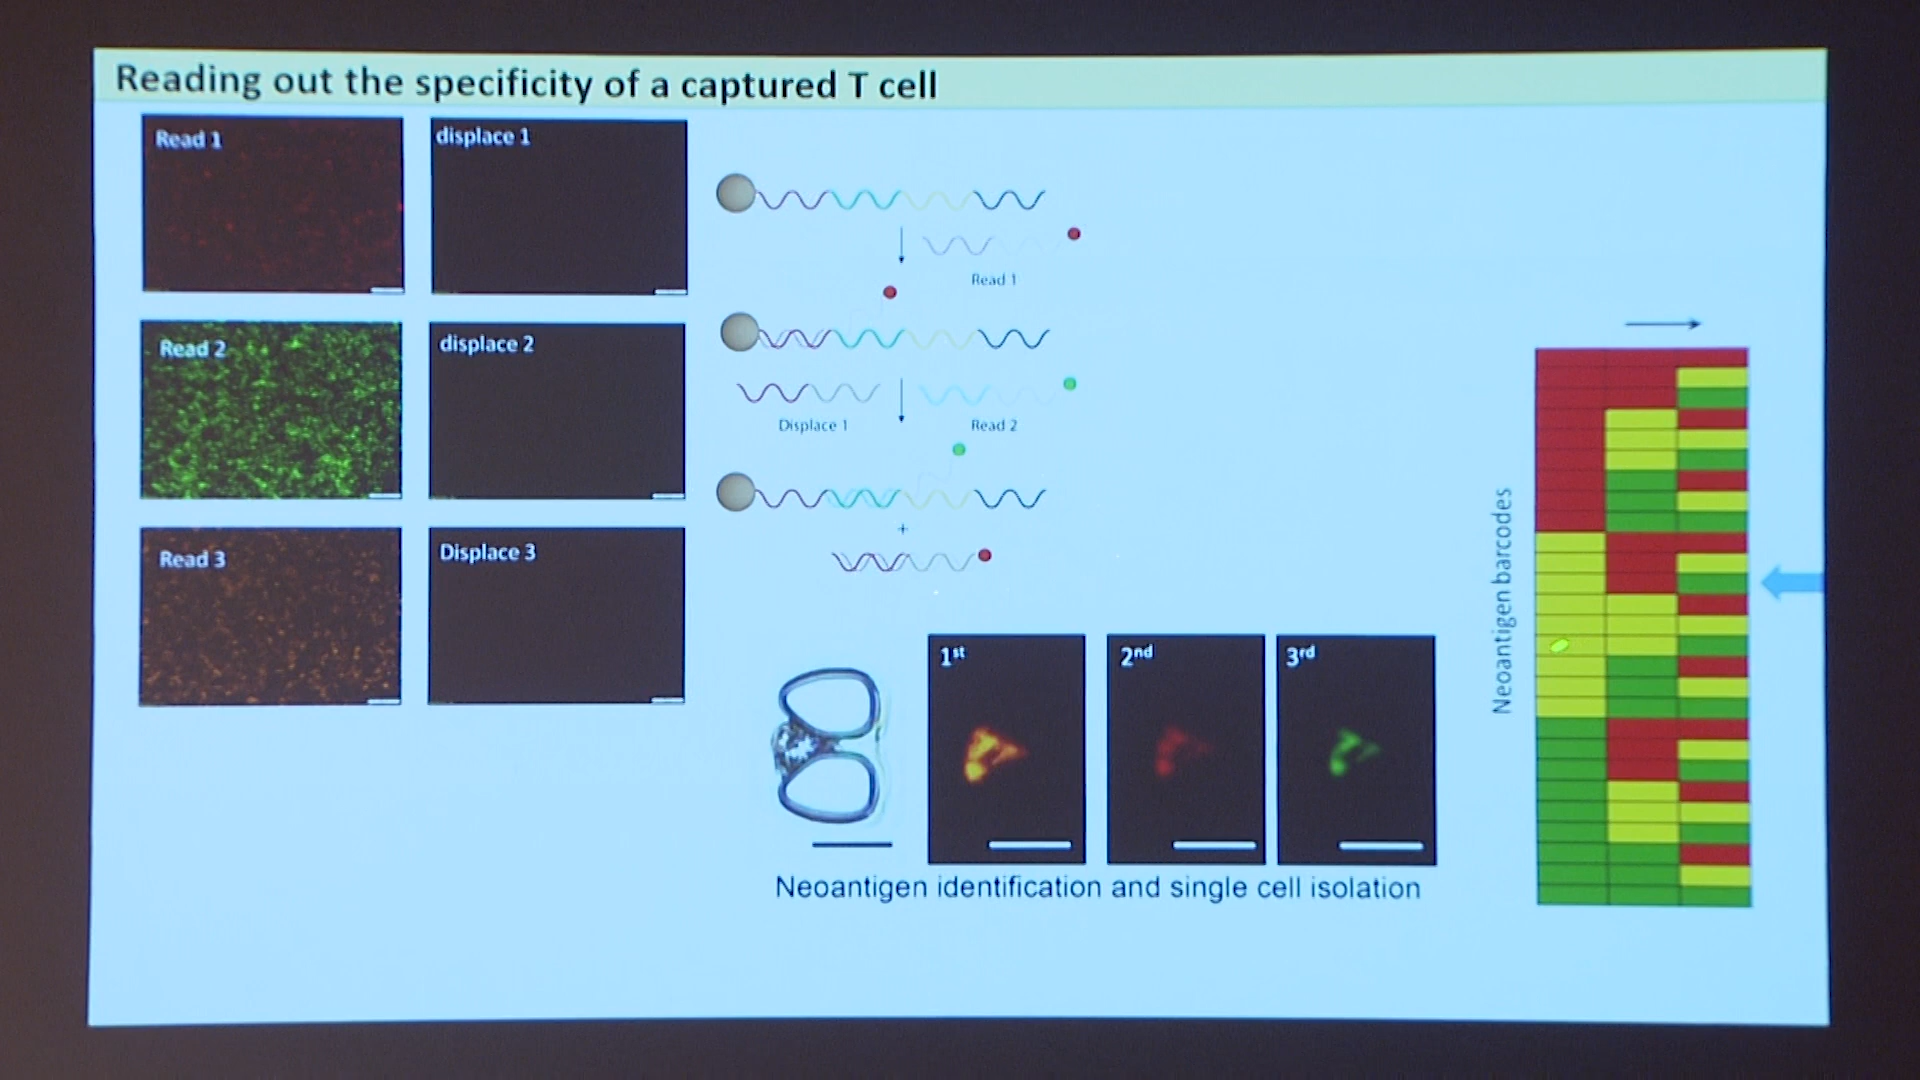 Reading out the specificity of a captured T cell
Read 1
displace 1
Read 2
displace 2
Read 3
Displace 3
Read 1
Displace 1
Read 2
+
1st
2nd
3rd
Neoantigen identification and single cell isolation
Neoantigen barcodes